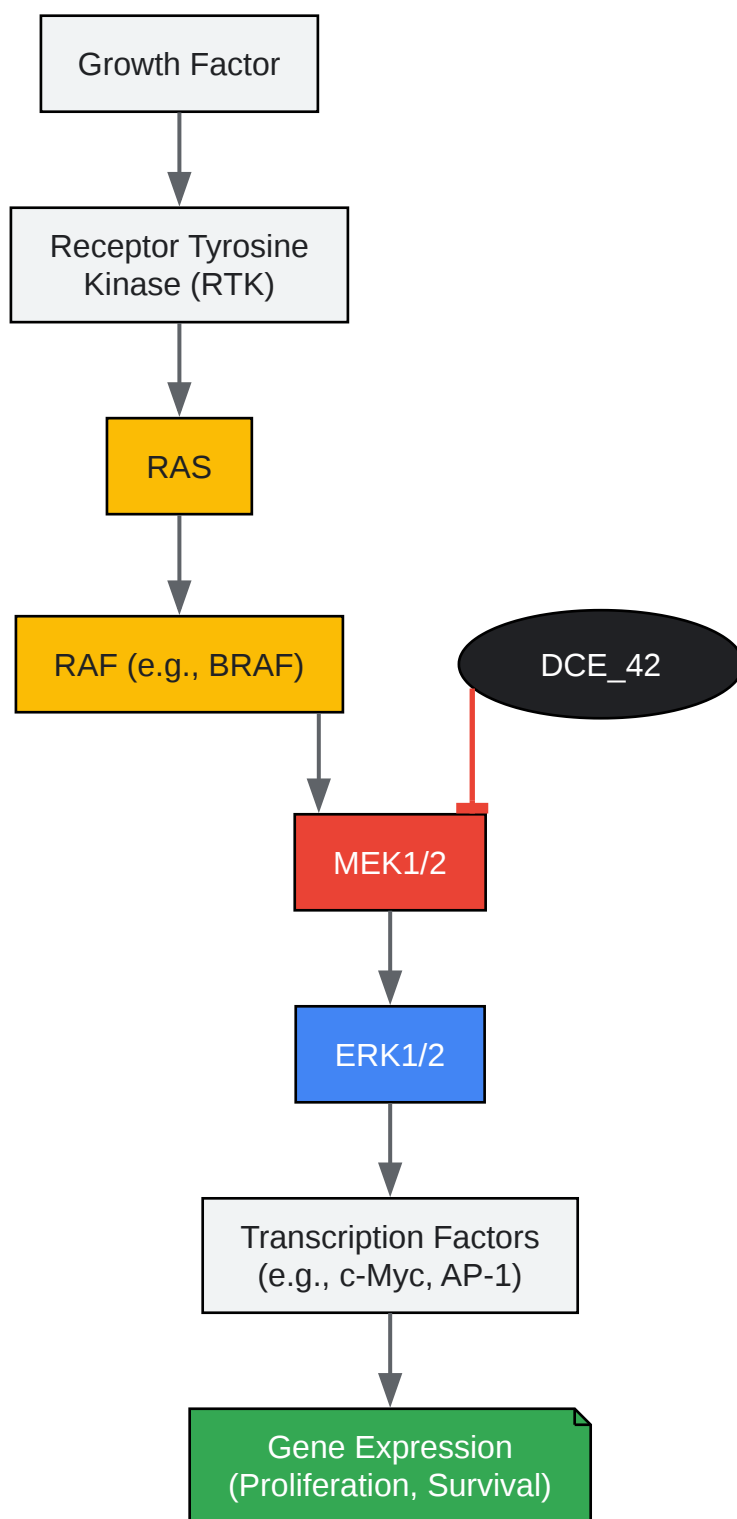 Growth Factor
Receptor Tyrosine
Kinase (RTK)
RAS
RAF (e.g., BRAF)
DCE_42
MEK1/2
ERK1/2
Transcription Factors
(e.g., c-Myc, AP-1)
Gene Expression
(Proliferation, Survival)